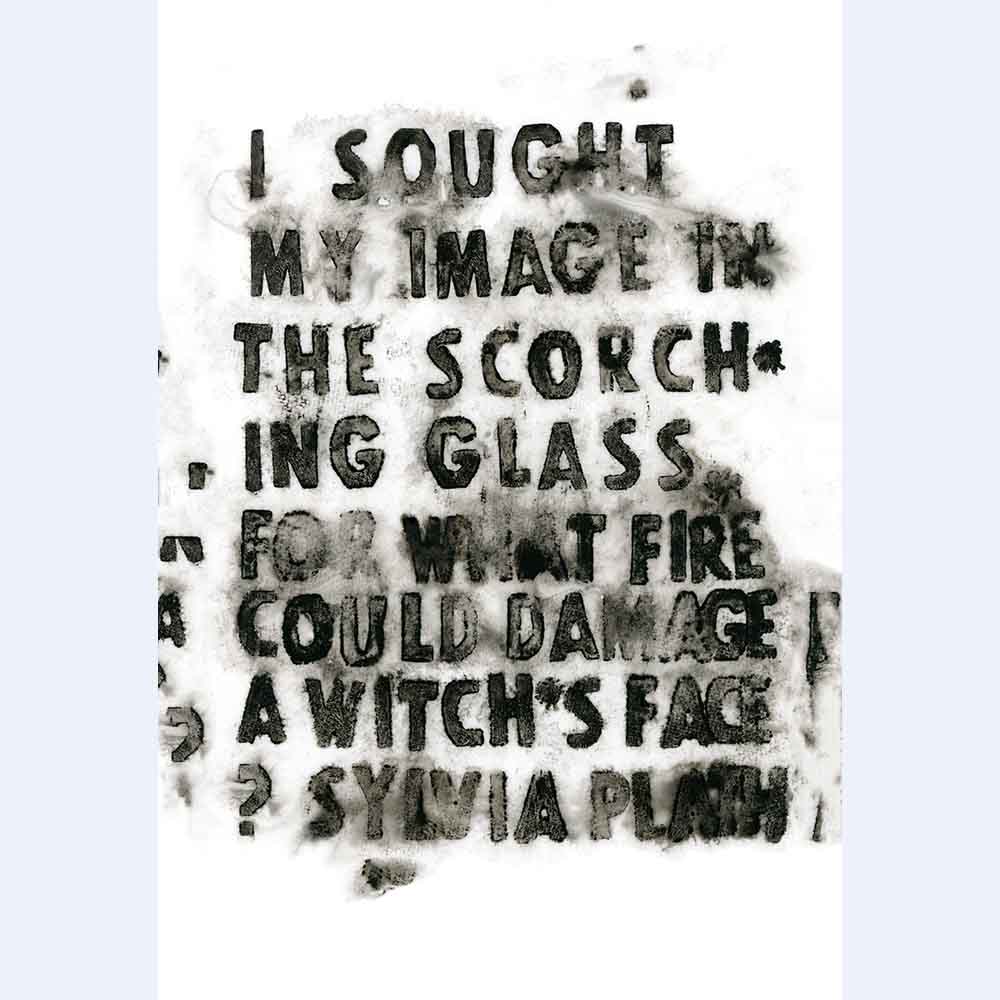 I SOUGHT
MY IMAGE IN
THE SCORCH*
ING GLASS
FOR WHAT FIRE
COULD DAMAGE
A WITCH*S FACE
? SYLVIA PLATH